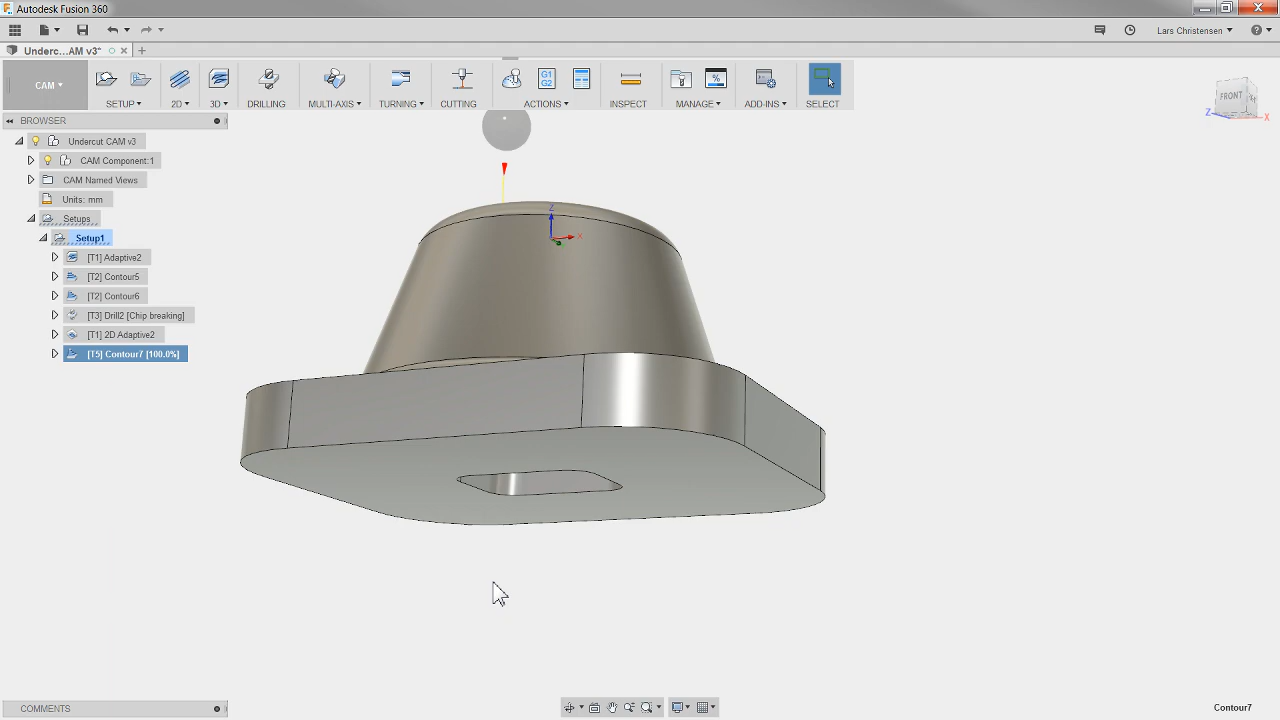 Autodesk Fusion 360
Lars Christensen
Underc...AM v3*
CAM
SETUP
2D
3D
DRILLING
MULTI-AXIS
TURNING
CUTTING
G1
G2
ACTIONS
INSPECT
%
MANAGE
ADD-INS
SELECT
BROWSER
Undercut CAM v3
CAM Component:1
CAM Named Views
Units: mm
Setups
Setup1
[T1] Adaptive2
[T2] Contour5
[T2] Contour6
[T3] Drill2 [Chip breaking]
[T1] 2D Adaptive2
[T5] Contour7 [100.0%]
FRONT
Z
X
Z
X
COMMENTS
Contour7